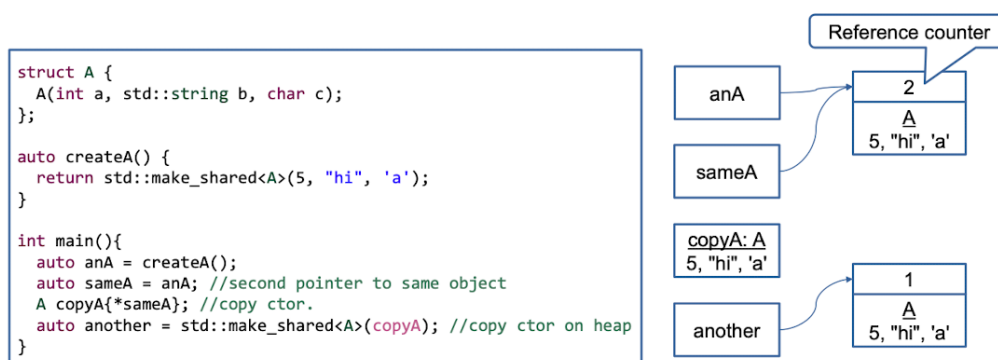 Reference counter
struct A {
  A(int a, std::string b, char c);
};
auto createA() {
  return std::make_shared<A>(5, "hi", 'a');
}
int main(){
  auto anA = createA();
  auto sameA = anA; //second pointer to same object
  A copyA{*sameA}; //copy ctor.
  auto another = std::make_shared<A>(copyA); //copy ctor on heap
}
anA
2
A
5, "hi", 'a'
sameA
copyA: A
5, "hi", 'a'
another
1
A
5, "hi", 'a'